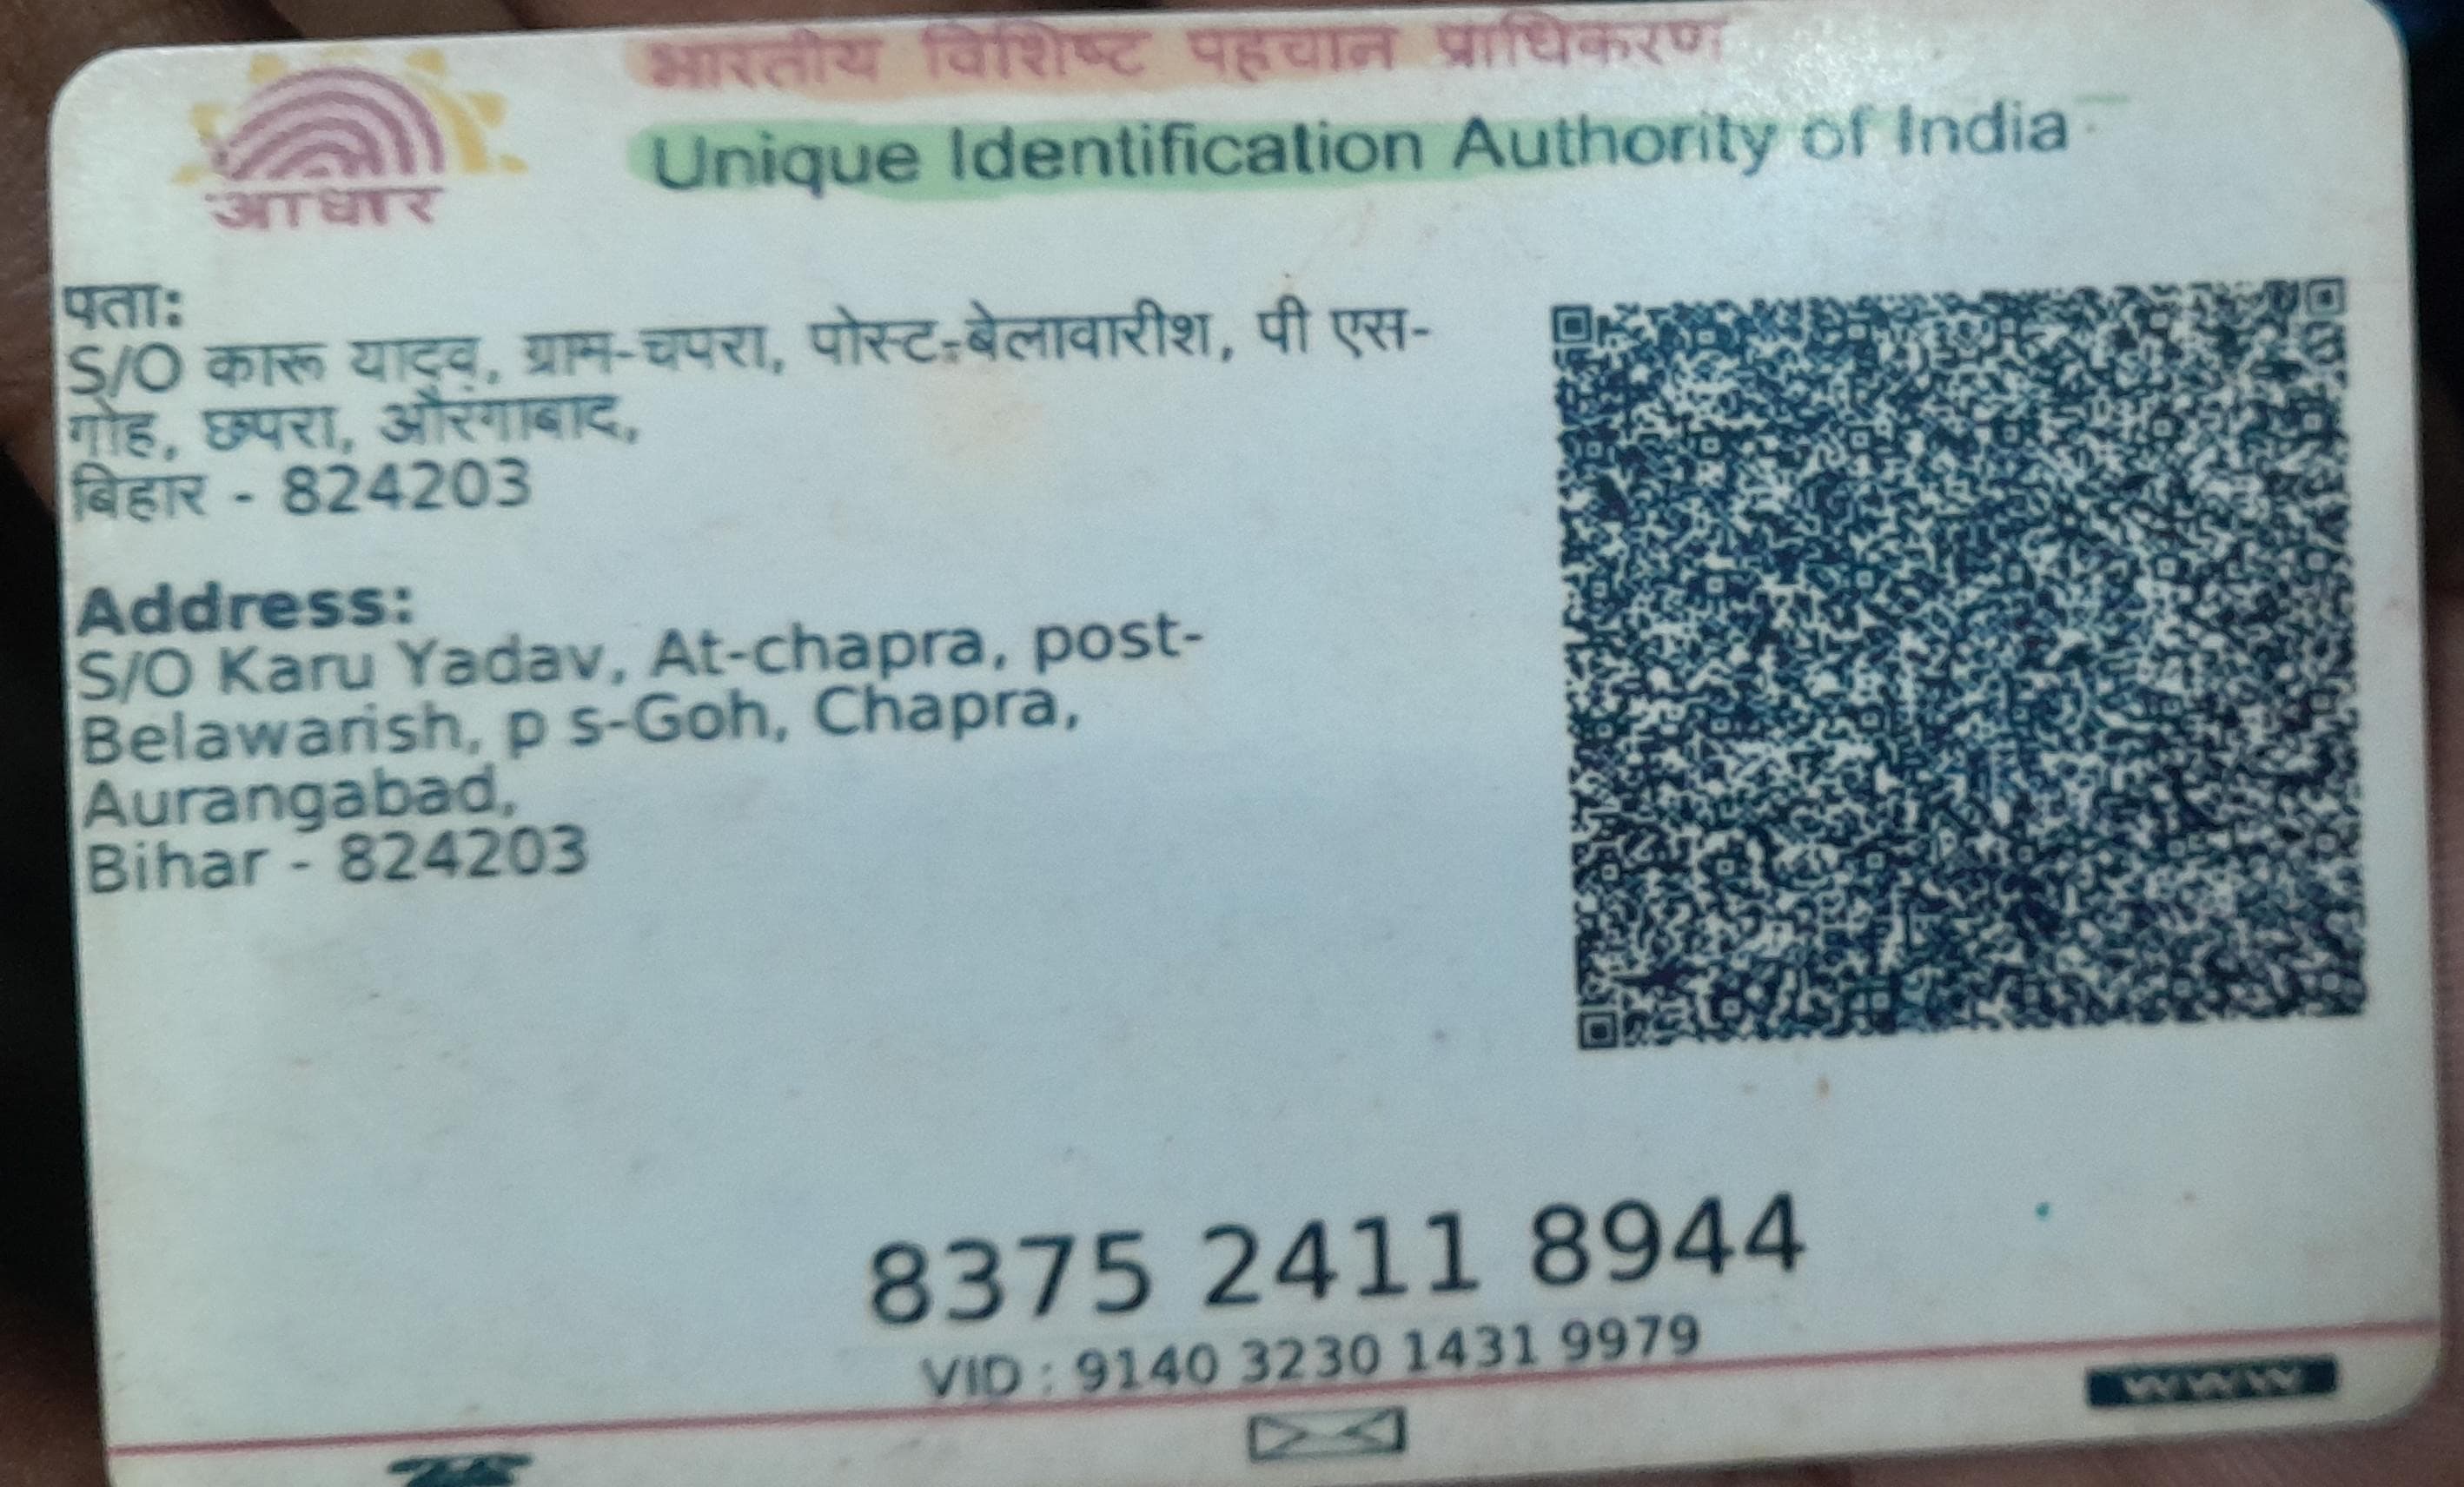 भारतीय विशिष्ट पहचान प्राधिकरण
Unique Identification Authority of India
आधार
पता:
S/O कारू यादव, ग्राम-चपरा, पोस्ट-बेलावारीश, पी एस-
गोह, छपरा, औरंगाबाद,
बिहार - 824203
Address:
S/O Karu Yadav, At-chapra, post-
Belawarish, p s-Goh, Chapra,
Aurangabad,
Bihar - 824203
8375 2411 8944
VID : 9140 3230 1431 9979
www